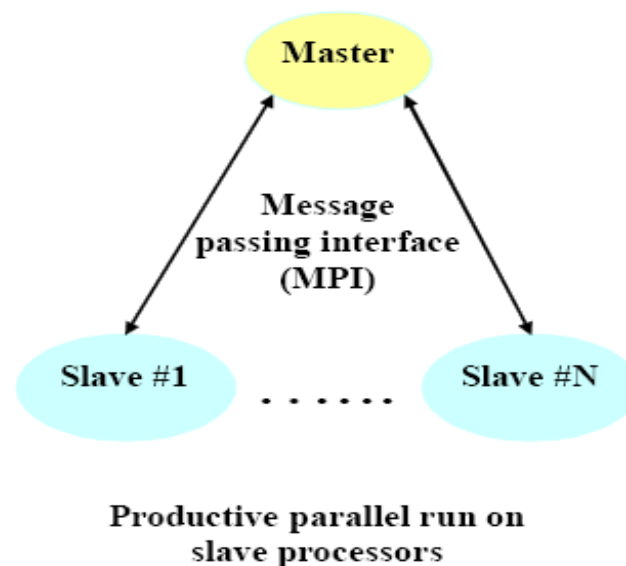 Master
Message
passing interface
(MPI)
Slave #1
......
Slave #N
Productive parallel run on
slave processors